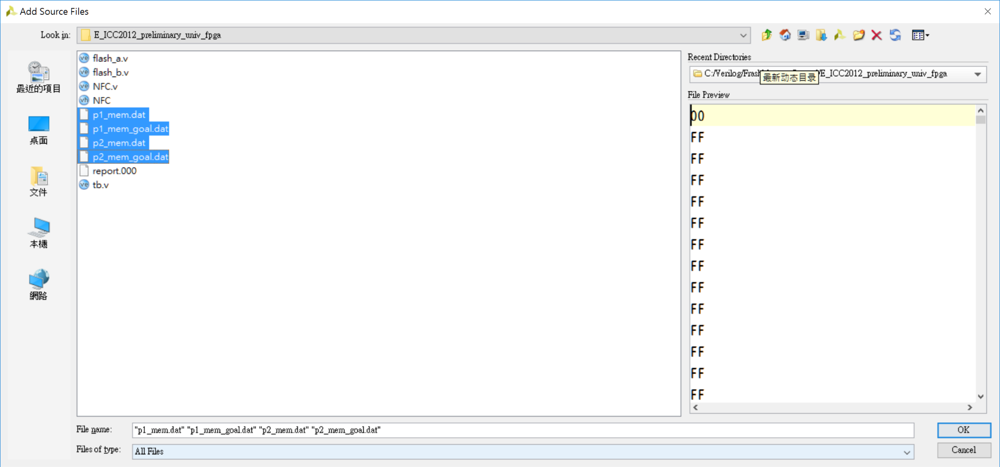 Add Source Files
Look in:
E_ICC2012_preliminary_univ_fpga
最近的項目
桌面
文件
本機
網路
flash_a.v
flash_b.v
NFC.v
NFC
p1_mem.dat
p1_mem_goal.dat
p2_mem.dat
p2_mem_goal.dat
report.000
tb.v
Recent Directories
C:/Verilog/Frash E_ICC2012_preliminary_univ_fpga
最新动态目录
File Preview
00
FF
FF
FF
FF
FF
FF
FF
FF
FF
FF
FF
FF
FF
File name:
"p1_mem.dat" "p1_mem_goal.dat" "p2_mem.dat" "p2_mem_goal.dat"
OK
Files of type:
All Files
Cancel